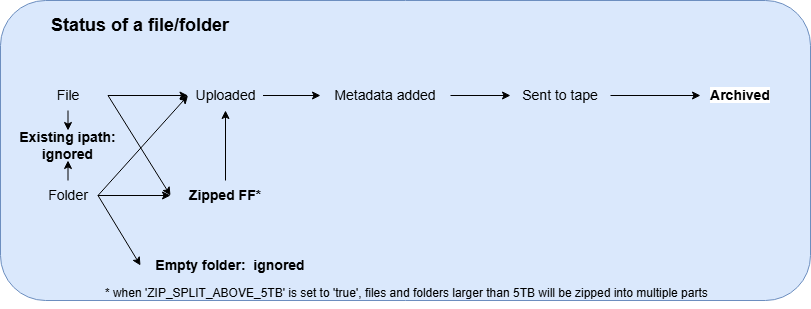 Status of a file/folder
File
Uploaded
Metadata added
Sent to tape
Archived
Existing ipath:
ignored
Folder
Zipped FF*
Empty folder:  ignored
* when 'ZIP_SPLIT_ABOVE_5TB' is set to 'true', files and folders larger than 5TB will be zipped into multiple parts